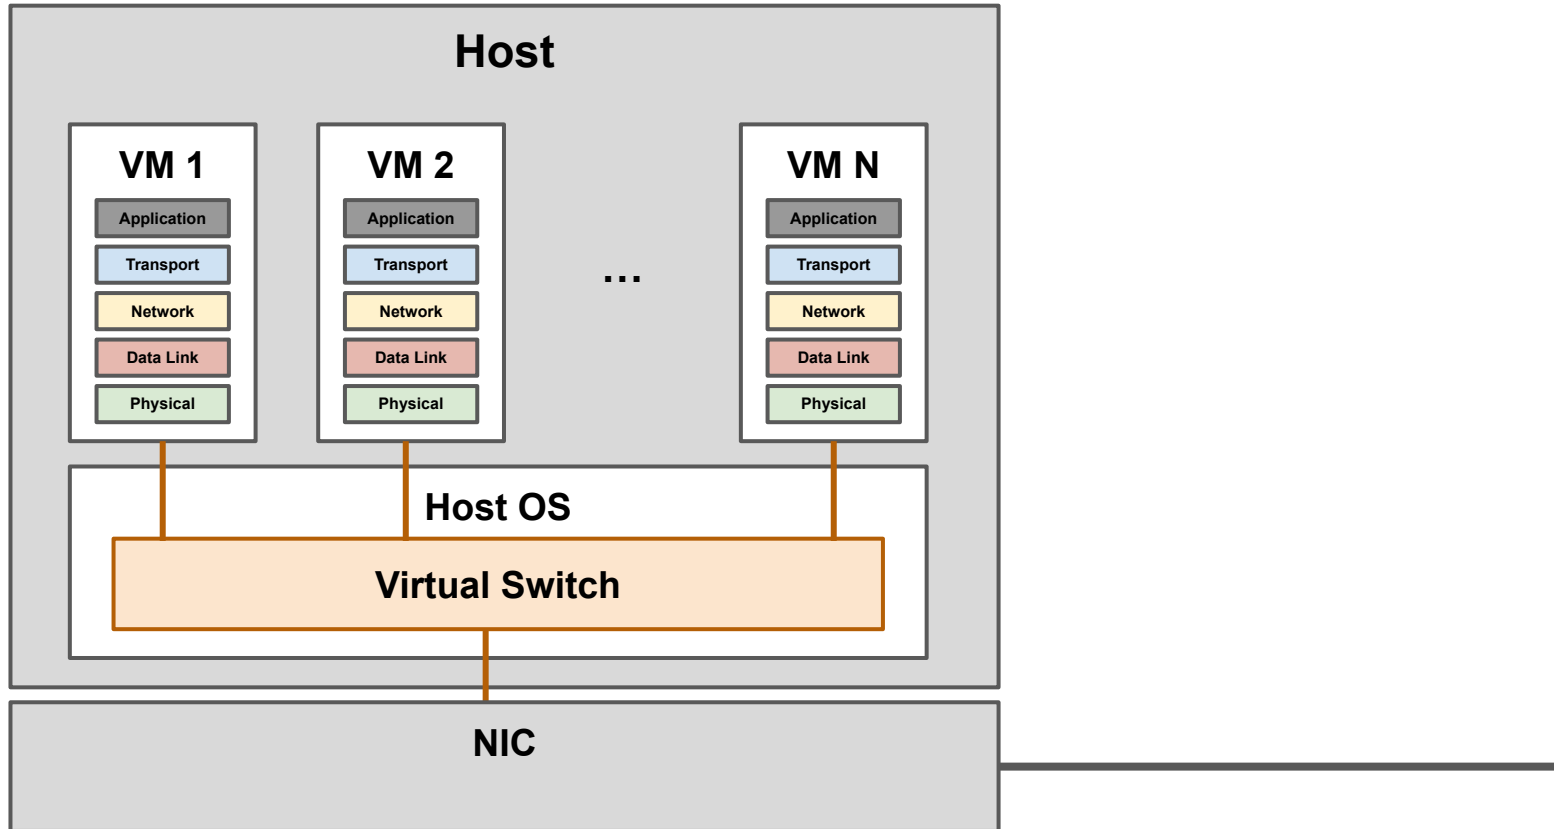 Host
VM 1
Application
Transport
Network
Data Link
Physical
VM 2
Application
Transport
Network
Data Link
Physical
...
VM N
Application
Transport
Network
Data Link
Physical
Host OS
Virtual Switch
NIC